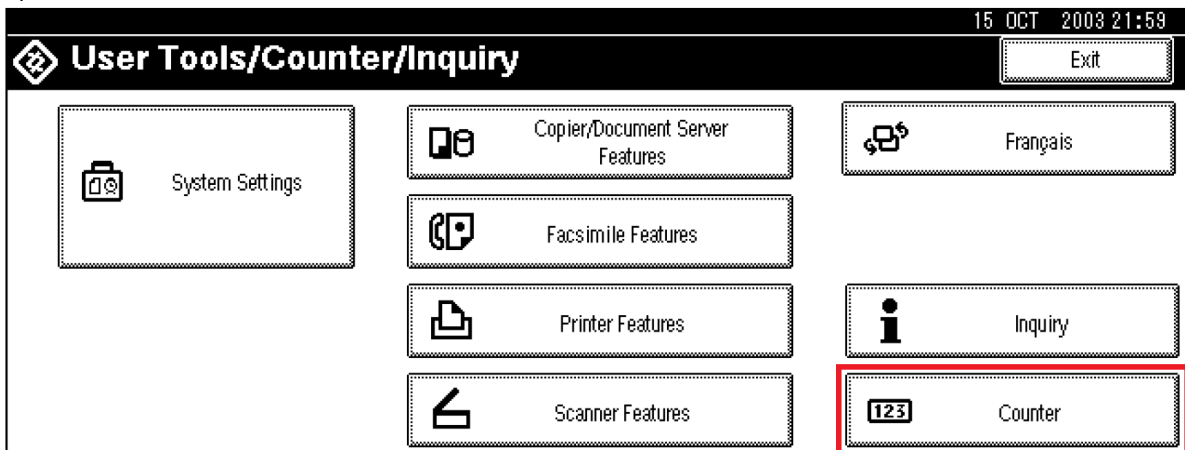 15 OCT 2003 21:59
User Tools/Counter/Inquiry
Exit
System Settings
Copier/Document Server
Features
Français
Facsimile Features
Printer Features
Inquiry
Scanner Features
123
Counter